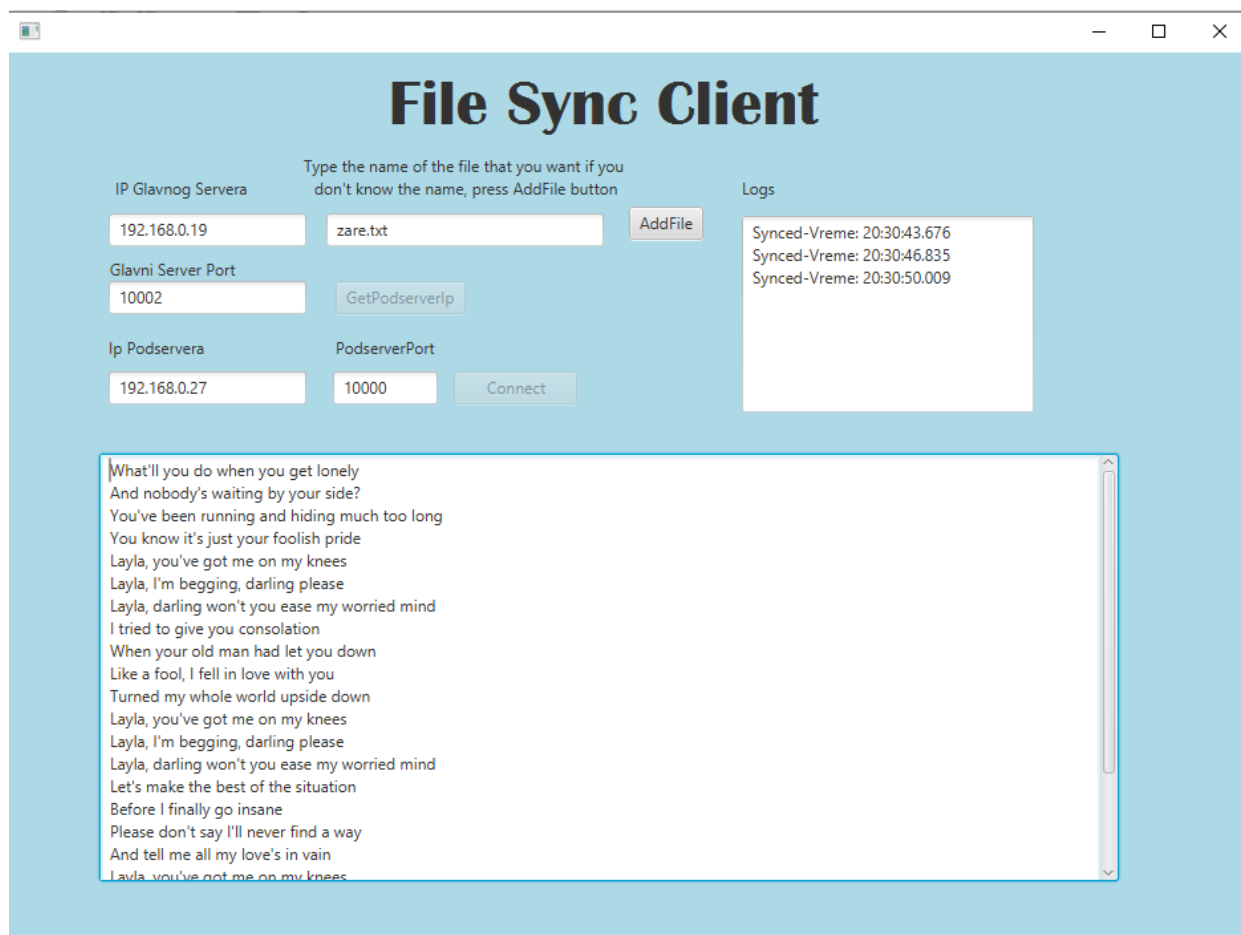 File Sync Client
Type the name of the file that you want if you
don't know the name, press AddFile button
IP Glavnog Servera
Logs
192.168.0.19
zare.txt
AddFile
Synced-Vreme: 20:30:43.676
Synced-Vreme: 20:30:46.835
Synced-Vreme: 20:30:50.009
Glavni Server Port
10002
GetPodserverIp
Ip Podservera
PodserverPort
192.168.0.27
10000
Connect
What'll you do when you get lonely
And nobody's waiting by your side?
You've been running and hiding much too long
You know it's just your foolish pride
Layla, you've got me on my knees
Layla, I'm begging, darling please
Layla, darling won't you ease my worried mind
I tried to give you consolation
When your old man had let you down
Like a fool, I fell in love with you
Turned my whole world upside down
Layla, you've got me on my knees
Layla, I'm begging, darling please
Layla, darling won't you ease my worried mind
Let's make the best of the situation
Before I finally go insane
Please don't say I'll never find a way
And tell me all my love's in vain
Layla, you've got me on my knees